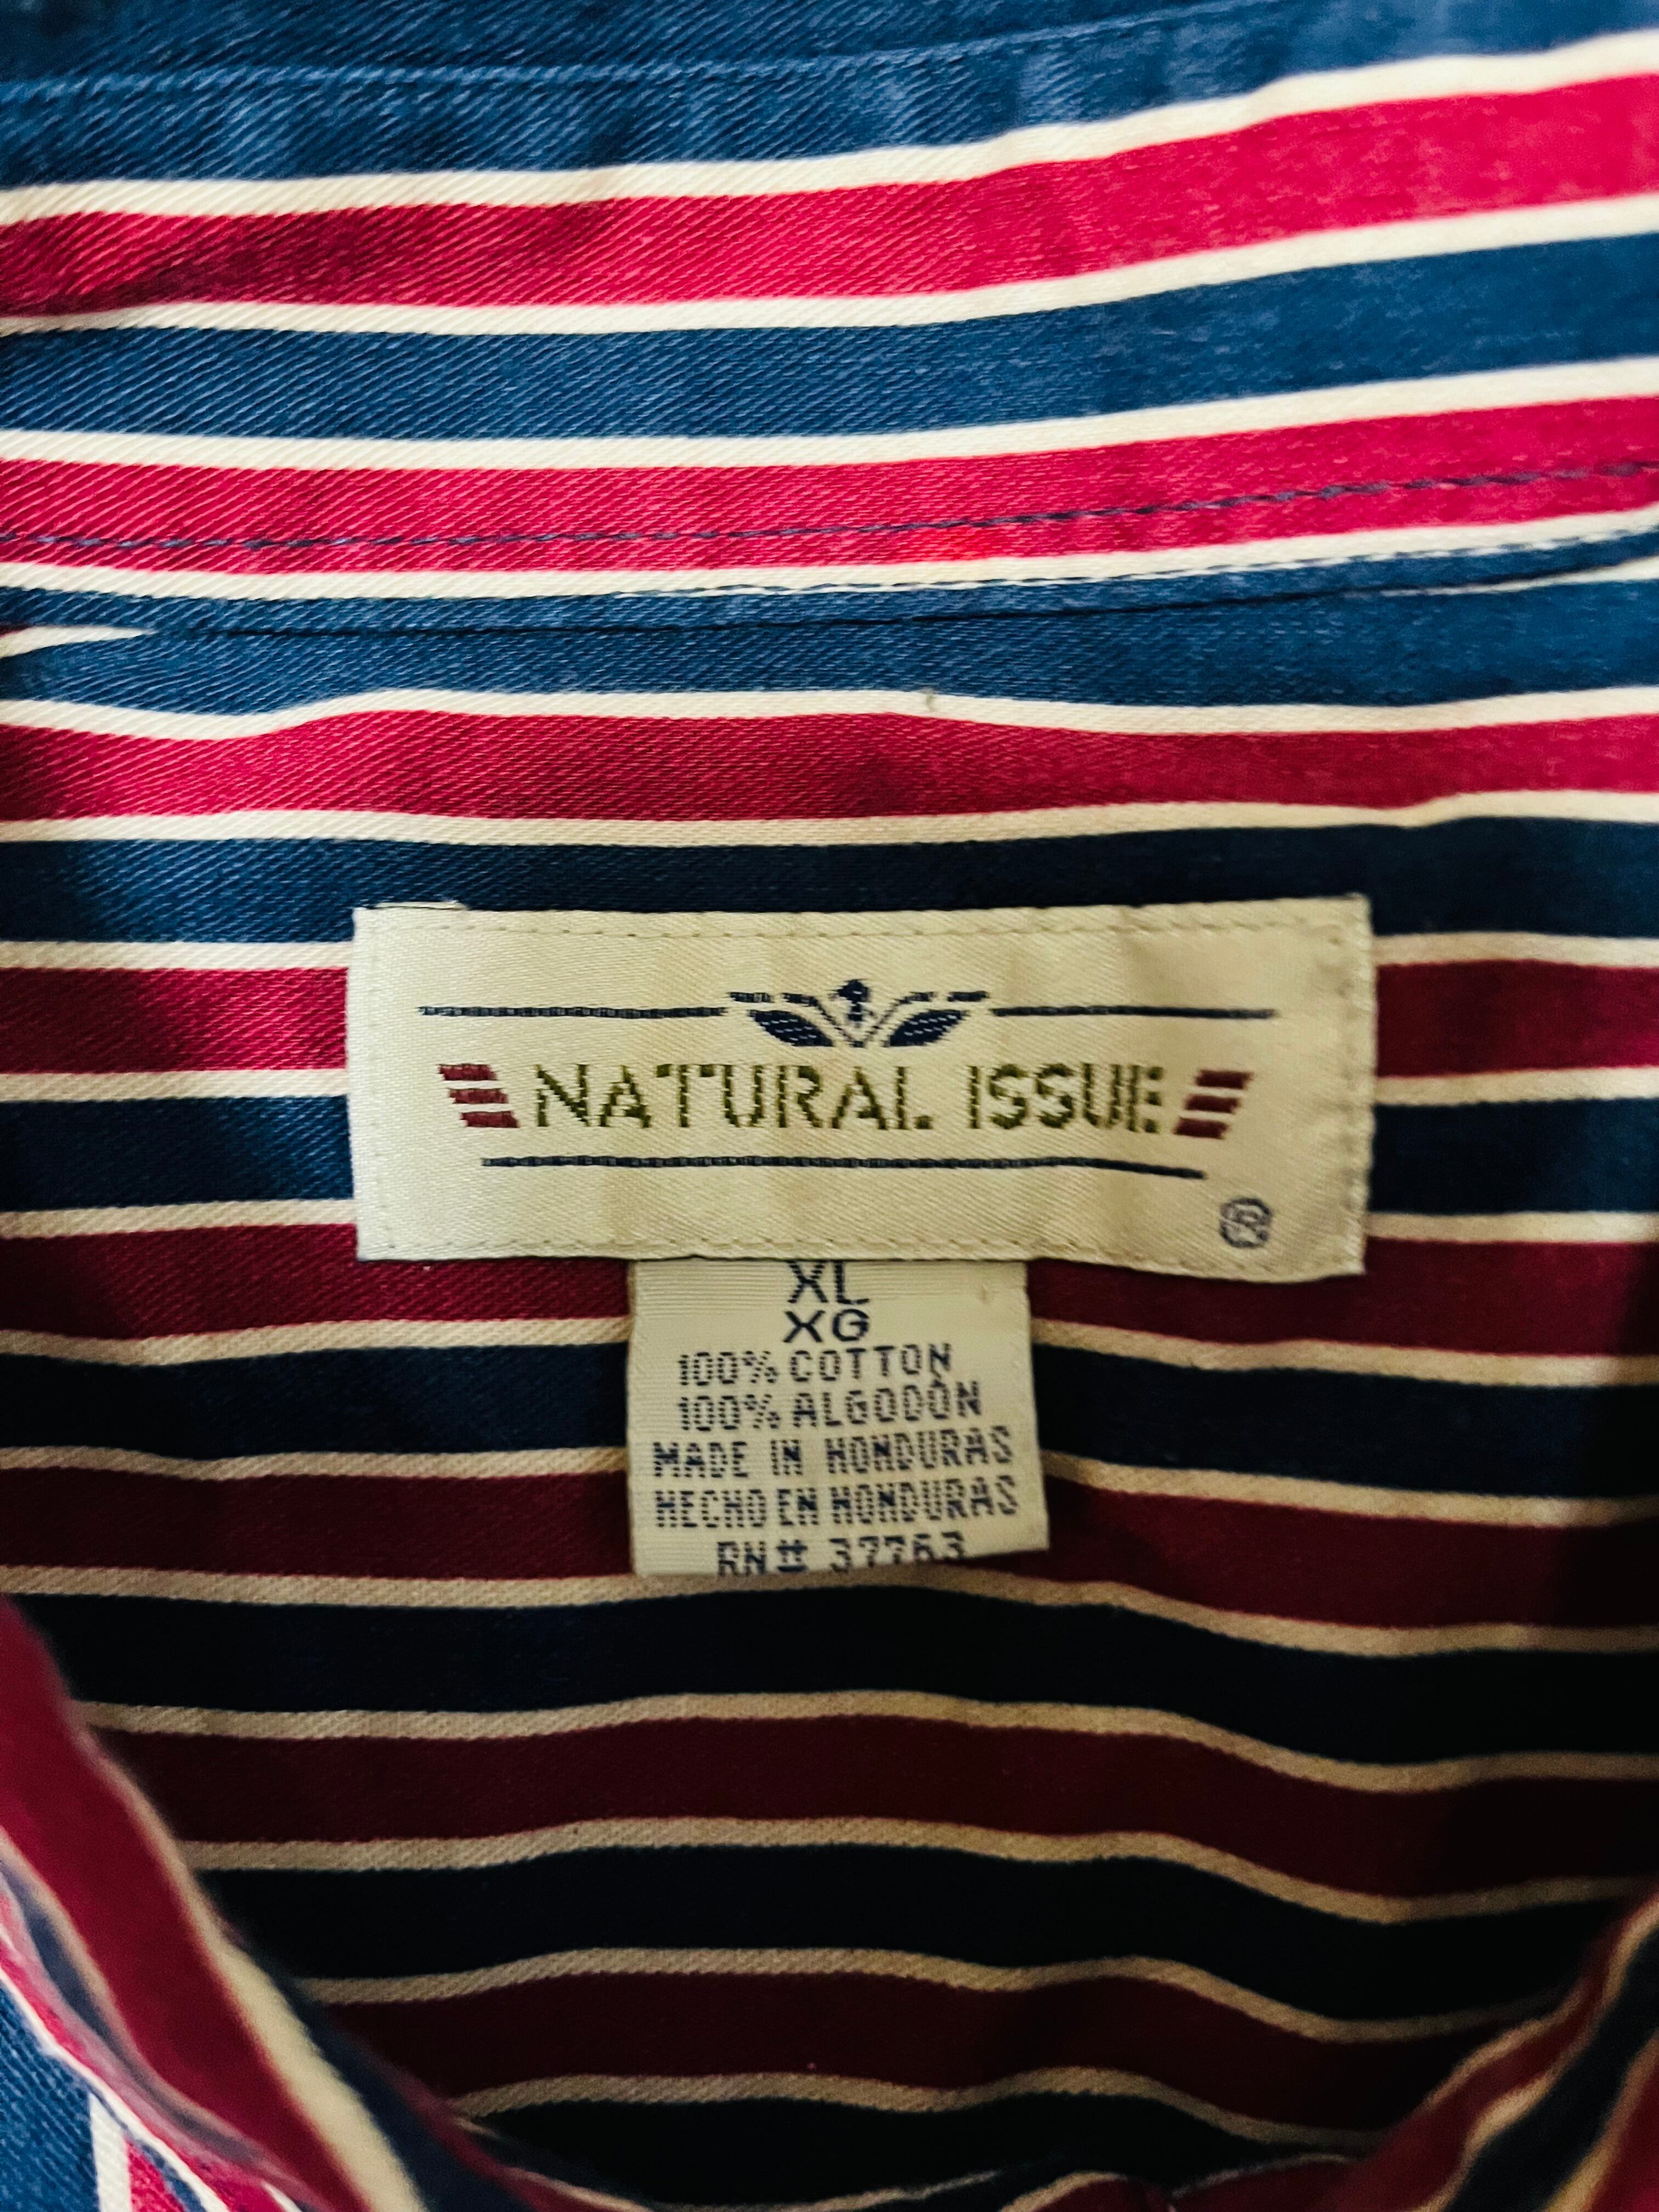 NATURAL ISSUE
®
XL
XG
100% COTTON
100% ALGODÓN
MADE IN HONDURAS
HECHO EN HONDURAS
RN# 37763